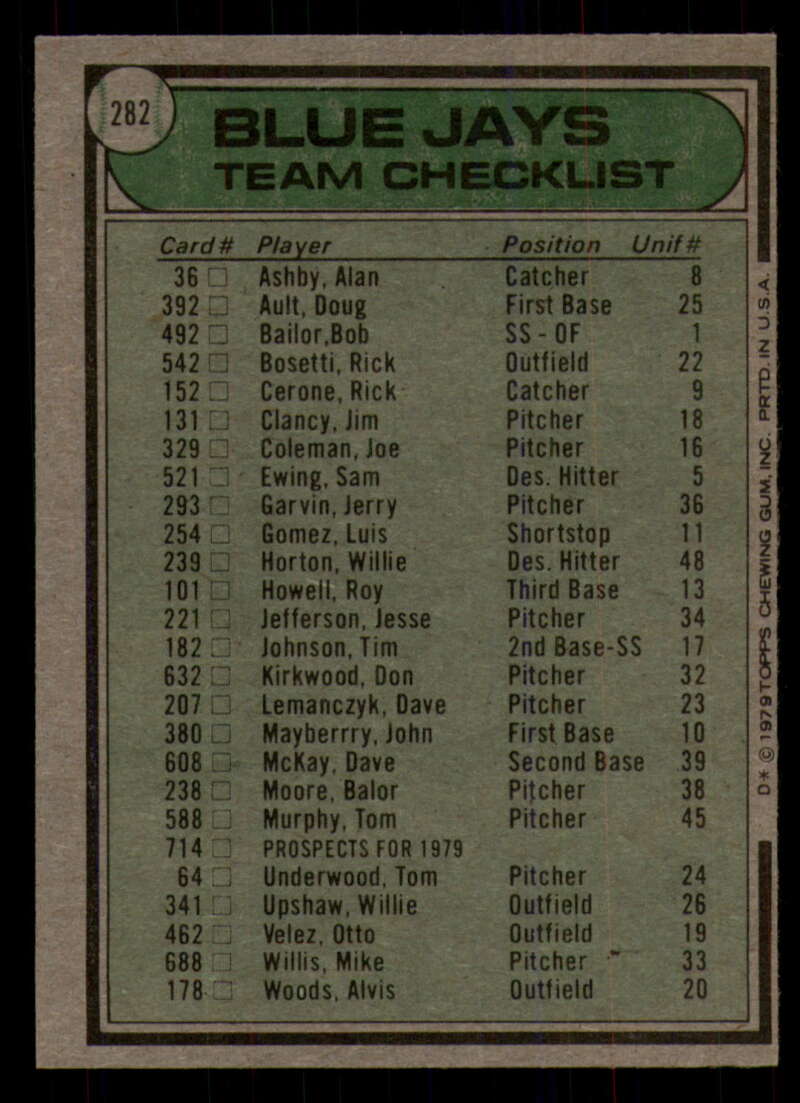 282
BLUE JAYS
TEAM CHECKLIST
Card# Player Position Unif#
36 Ashby, Alan Catcher 8
392 Ault, Doug First Base 25
492 Bailor,Bob SS - OF 1
542 Bosetti, Rick Outfield 22
152 Cerone, Rick Catcher 9
131 Clancy, Jim Pitcher 18
329 Coleman, Joe Pitcher 16
521 Ewing, Sam Des. Hitter 5
293 Garvin, Jerry Pitcher 36
254 Gomez, Luis Shortstop 11
239 Horton, Willie Des. Hitter 48
101 Howell, Roy Third Base 13
221 Jefferson, Jesse Pitcher 34
182 Johnson, Tim 2nd Base-SS 17
632 Kirkwood, Don Pitcher 32
207 Lemanczyk, Dave Pitcher 23
380 Mayberrry, John First Base 10
608 McKay, Dave Second Base 39
238 Moore, Balor Pitcher 38
588 Murphy, Tom Pitcher 45
714 PROSPECTS FOR 1979
64 Underwood, Tom Pitcher 24
341 Upshaw, Willie Outfield 26
462 Velez, Otto Outfield 19
688 Willis, Mike Pitcher 33
178 Woods, Alvis Outfield 20
D* © 1979 TOPPS CHEWING GUM, INC. PRTD. IN U.S.A.